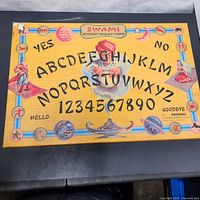 SWAMI
MYSTERY TALKING BOARD
YES
NO
ABCDEFGHIJKLM
NOPQRSTUVWXYZ
1234567890
HELLO
GOODBYE